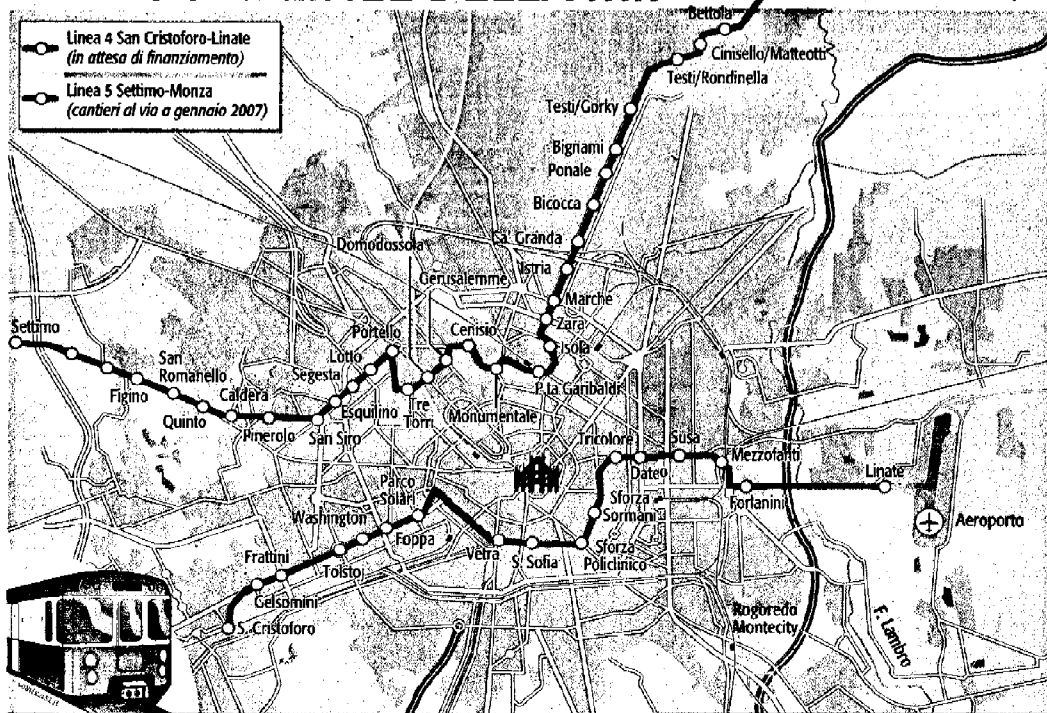 Linea 4 San Cristoforo-Linate
(in attesa di finanziamento)
Linea 5 Settimo-Monza
(cantieri al via a gennaio 2007)
Bettola
Cinisello/Matteotti
Testi/Rondinella
Testi/Gorky
Bignami
Ponale
Bicocca
Ca' Granda
Istria
Marche
Zara
Isola
P.ta Garibaldi
Domodossola
Gerusalemme
Cenisio
Monumentale
Portello
Lotto
Segesta
Esquilino
Tre
Torri
Settimo
San
Romanello
Figino
Caldera
Quinto
Pinerolo
San Siro
Tricolore
Dateo
Susa
Mezzofanti
Forlanini
Linate
Aeroporto
Parco
Solari
Washington
Foppa
Sforza
Sormani
Sforza
Policlinico
Vetra
S. Sofia
Frattini
Tolstoi
Gelsomini
S. Cristoforo
Rogoredo
Montecity
F. Lambro